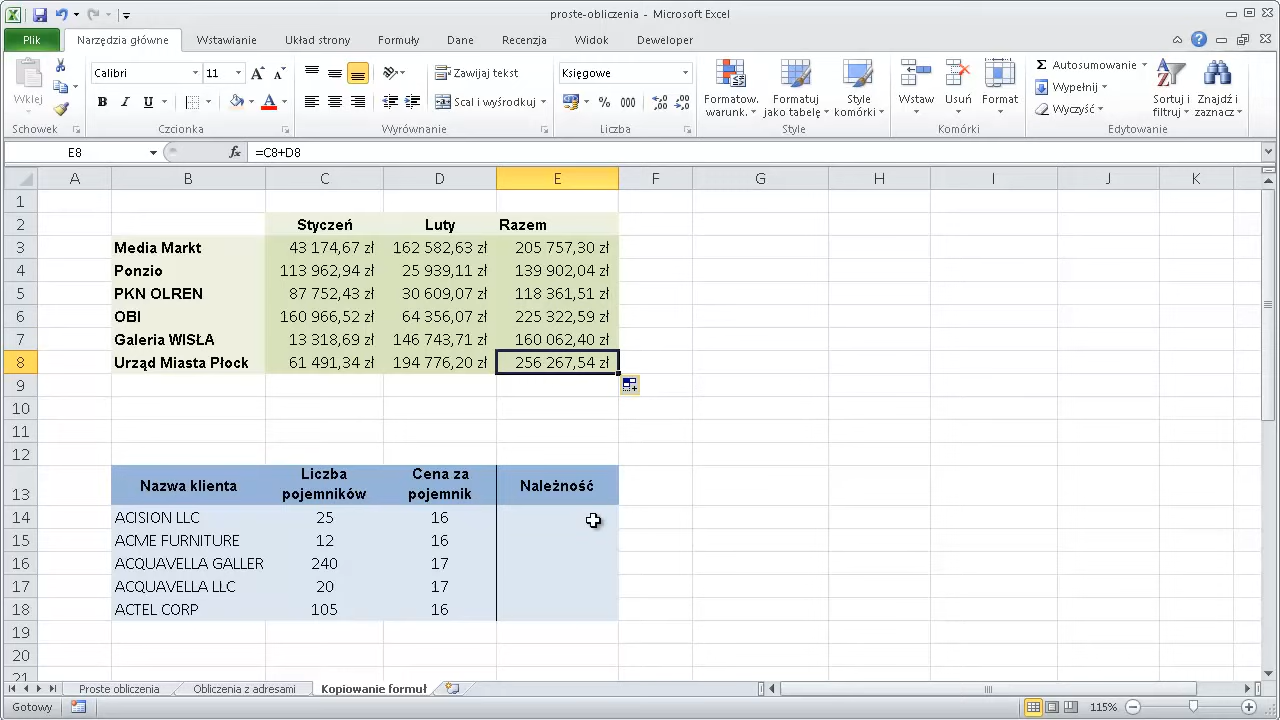 proste-obliczenia - Microsoft Excel
Plik Narzędzia główne Wstawianie Układ strony Formuły Dane Recenzja Widok Deweloper
Wklej
Calibri 11
Zawijaj tekst
Scal i wyśrodkuj
Księgowe
Formatow. warunk.
Formatuj jako tabelę
Style komórki
Wstaw
Usuń
Format
Σ Autosumowanie
Wypełnij
Wyczyść
Sortuj i filtruj
Znajdź i zaznacz
Schowek Czcionka Wyrównanie Liczba Style Komórki Edytowanie
E8 fx =C8+D8
A B C D E F G H I J K
1
2 Styczeń Luty Razem
3 Media Markt 43 174,67 zł 162 582,63 zł 205 757,30 zł
4 Ponzio 113 962,94 zł 25 939,11 zł 139 902,04 zł
5 PKN OLREN 87 752,43 zł 30 609,07 zł 118 361,51 zł
6 OBI 160 966,52 zł 64 356,07 zł 225 322,59 zł
7 Galeria WISŁA 13 318,69 zł 146 743,71 zł 160 062,40 zł
8 Urząd Miasta Płock 61 491,34 zł 194 776,20 zł 256 267,54 zł
9
10
11
12
13 Nazwa klienta Liczba pojemników Cena za pojemnik Należność
14 ACISION LLC 25 16
15 ACME FURNITURE 12 16
16 ACQUAVELLA GALLER 240 17
17 ACQUAVELLA LLC 20 17
18 ACTEL CORP 105 16
19
20
21
Proste obliczenia Obliczenia z adresami Kopiowanie formuł
Gotowy 115%